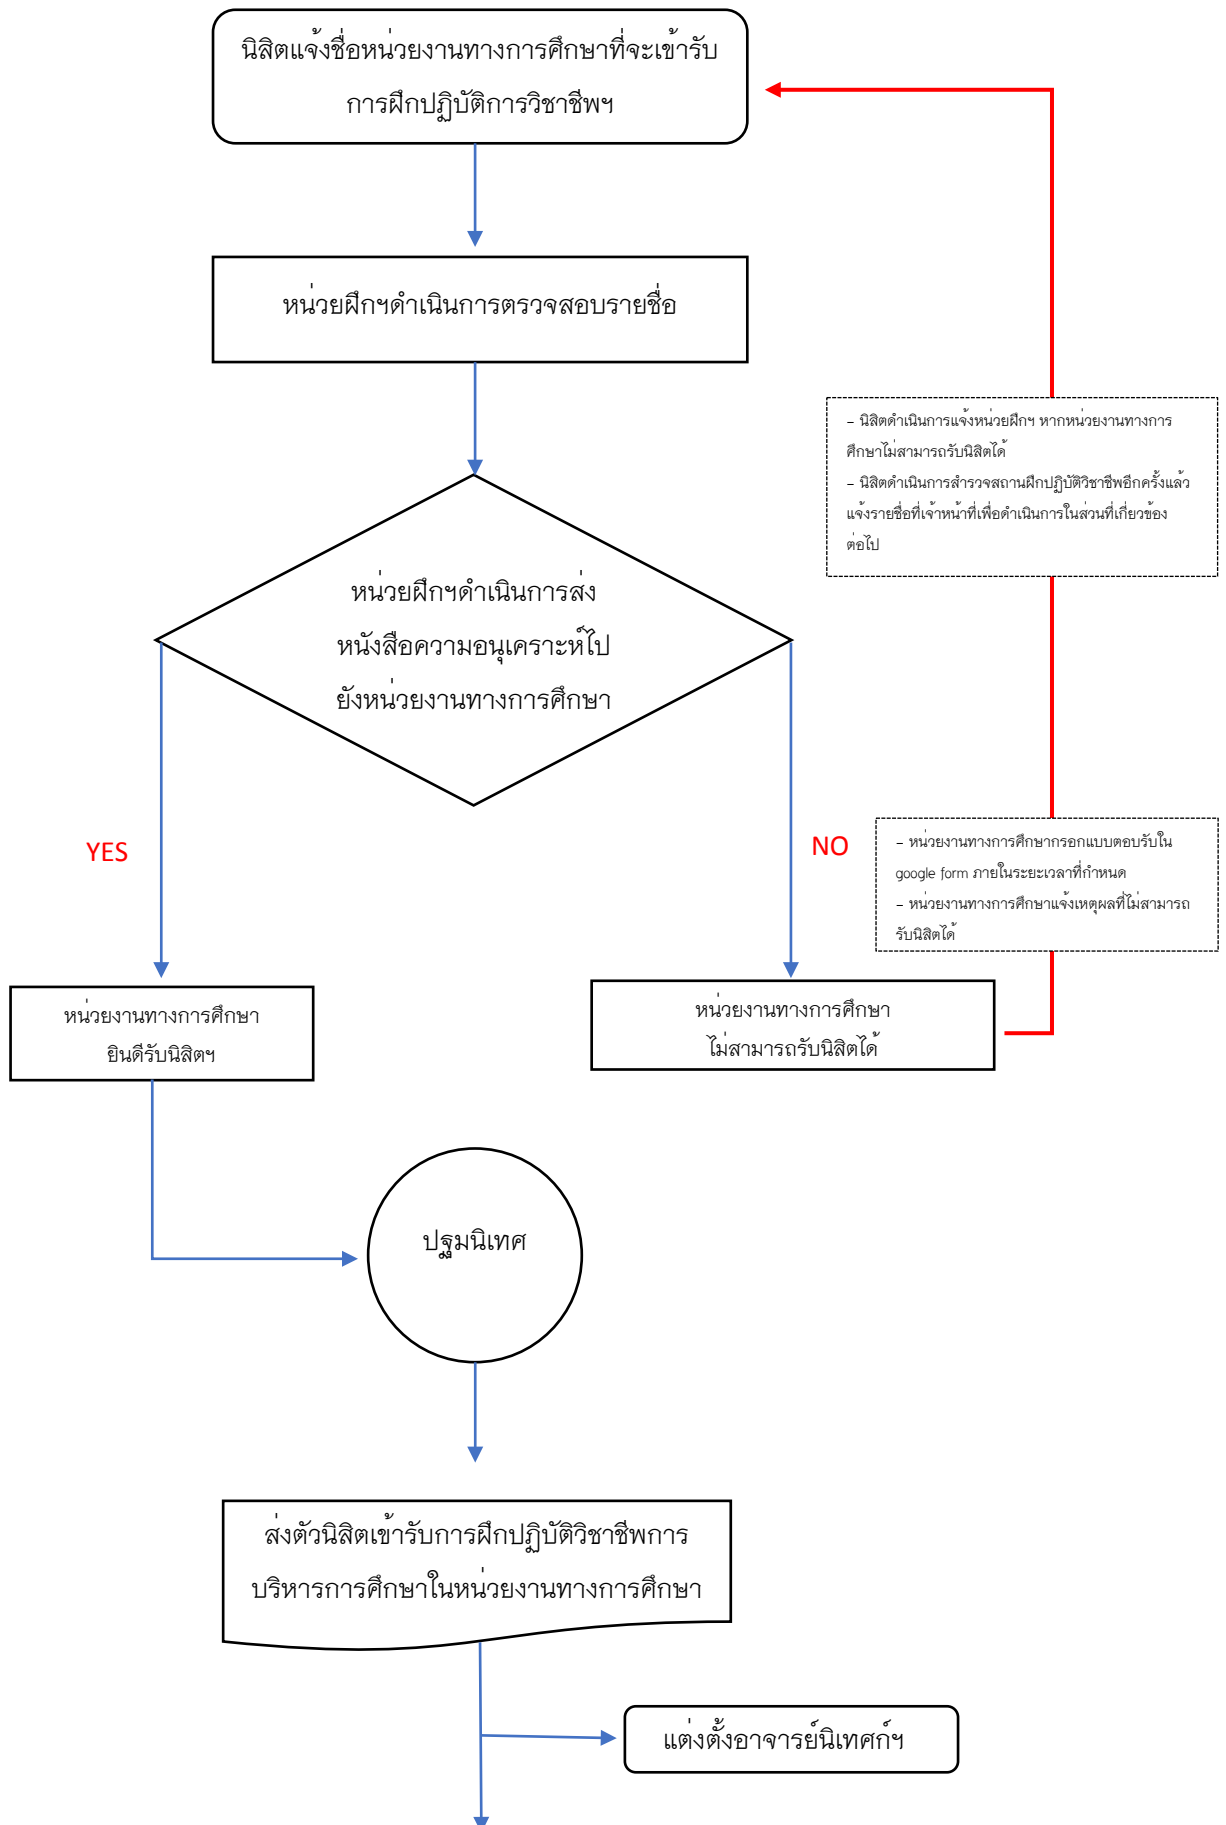 นิสิตแจ้งชื่อหน่วยงานทางการศึกษาที่จะเข้ารับ
การฝึกปฏิบัติการวิชาชีพฯ
หน่วยฝึกฯดำเนินการตรวจสอบรายชื่อ
– นิสิตดำเนินการแจ้งหน่วยฝึกฯ หากหน่วยงานทางการ
ศึกษาไม่สามารถรับนิสิตได้
– นิสิตดำเนินการสำรวจสถานฝึกปฏิบัติวิชาชีพอีกครั้งแล้ว
แจ้งรายชื่อที่เจ้าหน้าที่เพื่อดำเนินการในส่วนที่เกี่ยวข้อง
ต่อไป
หน่วยฝึกฯดำเนินการส่ง
หนังสือความอนุเคราะห์ไป
ยังหน่วยงานทางการศึกษา
YES
NO
– หน่วยงานทางการศึกษากรอกแบบตอบรับใน
google form ภายในระยะเวลาที่กำหนด
– หน่วยงานทางการศึกษาแจ้งเหตุผลที่ไม่สามารถ
รับนิสิตได้
หน่วยงานทางการศึกษา
ยินดีรับนิสิตฯ
หน่วยงานทางการศึกษา
ไม่สามารถรับนิสิตได้
ปฐมนิเทศ
ส่งตัวนิสิตเข้ารับการฝึกปฏิบัติวิชาชีพการ
บริหารการศึกษาในหน่วยงานทางการศึกษา
แต่งตั้งอาจารย์นิเทศก์ฯ